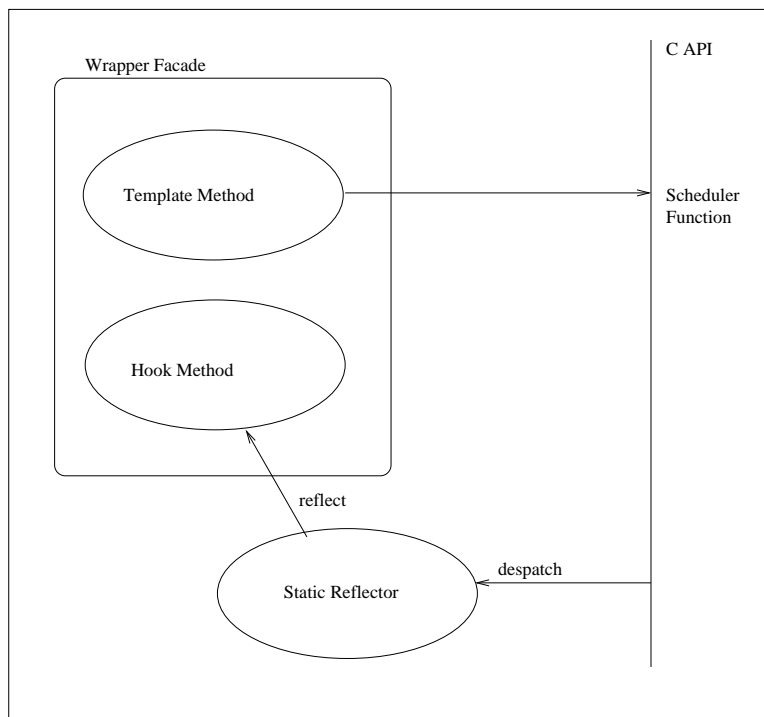 C API
Wrapper Facade
Template Method
Scheduler
Function
Hook Method
reflect
despatch
Static Reflector